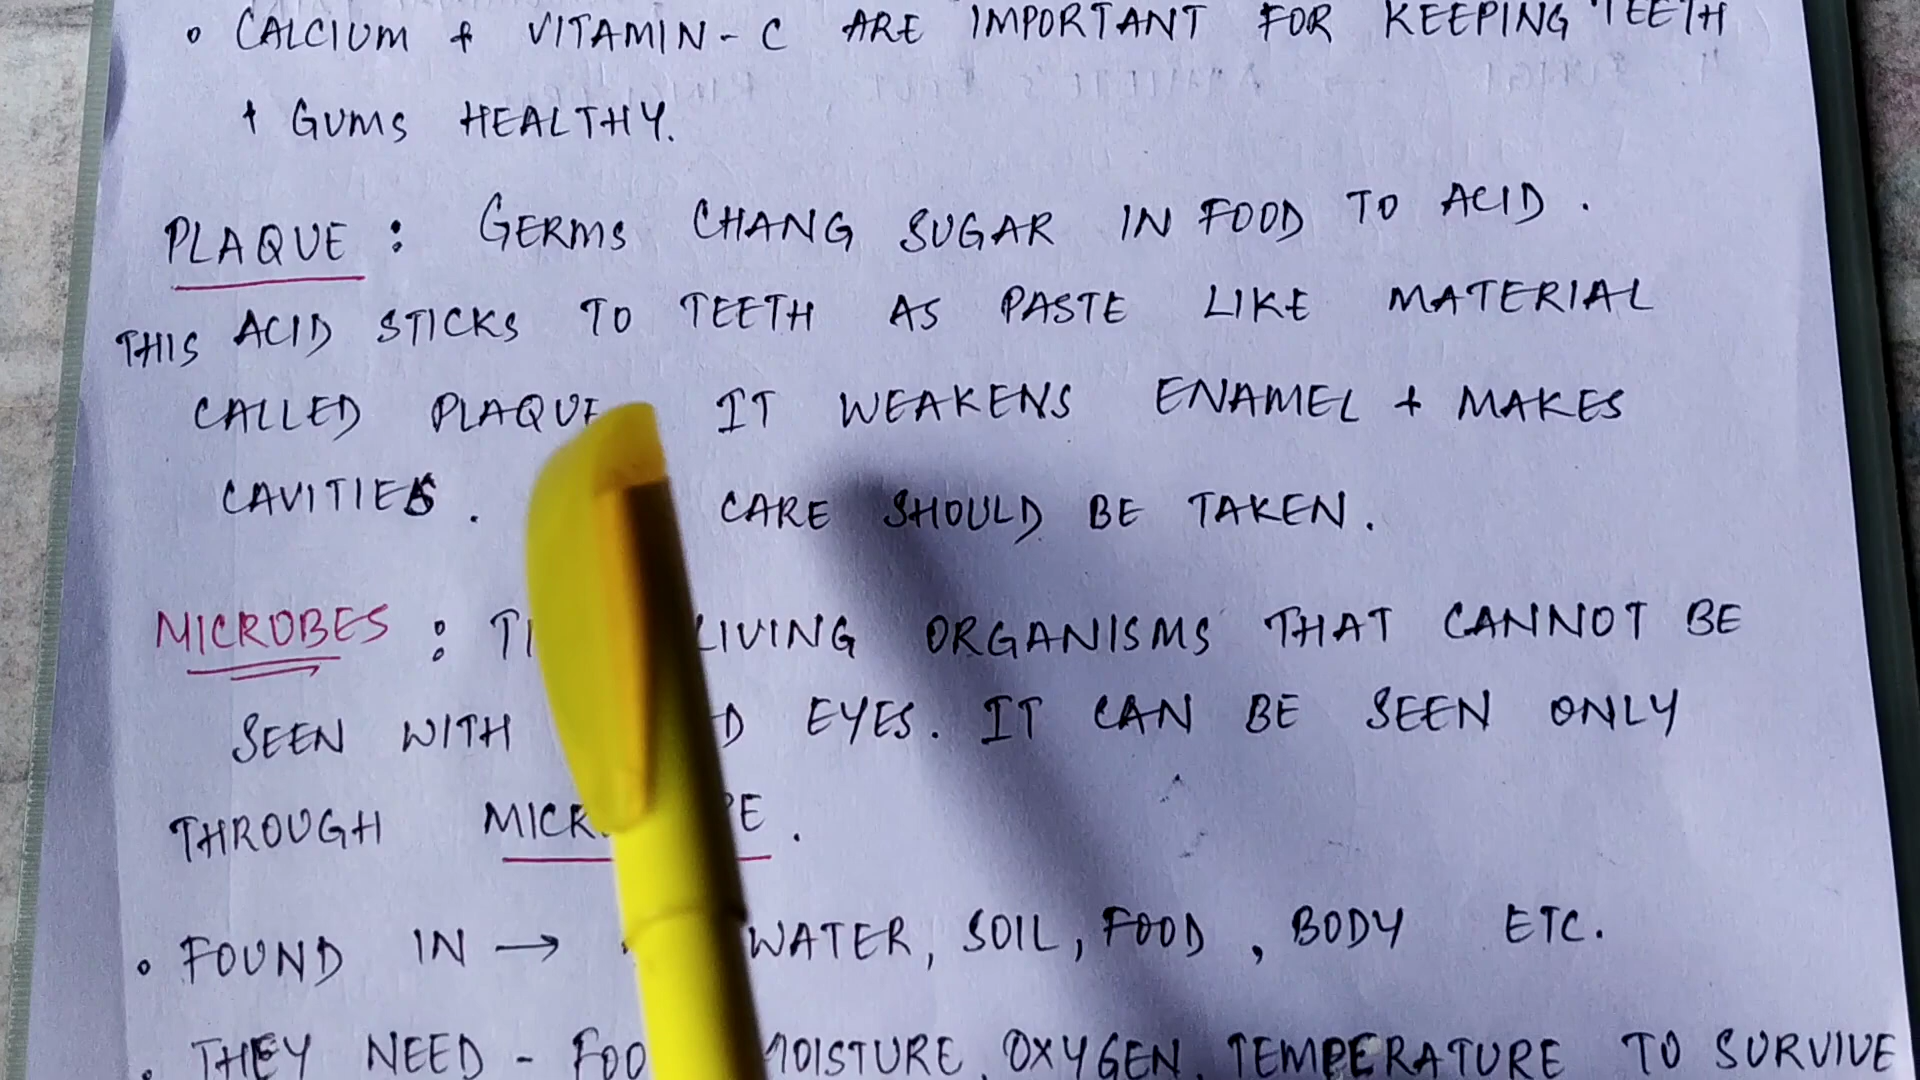 • CALCIUM + VITAMIN - C ARE IMPORTANT FOR KEEPING TEETH
+ GUMS HEALTHY.
PLAQUE : GERMS CHANG SUGAR IN FOOD TO ACID.
THIS ACID STICKS TO TEETH AS PASTE LIKE MATERIAL
CALLED PLAQUE IT WEAKENS ENAMEL + MAKES
CAVITIES. CARE SHOULD BE TAKEN.
MICROBES : LIVING ORGANISMS THAT CANNOT BE
SEEN WITH EYES. IT CAN BE SEEN ONLY
THROUGH .
• FOUND IN → WATER, SOIL, FOOD, BODY ETC.
• THEY NEED - MOISTURE, OXYGEN, TEMPERATURE TO SURVIVE